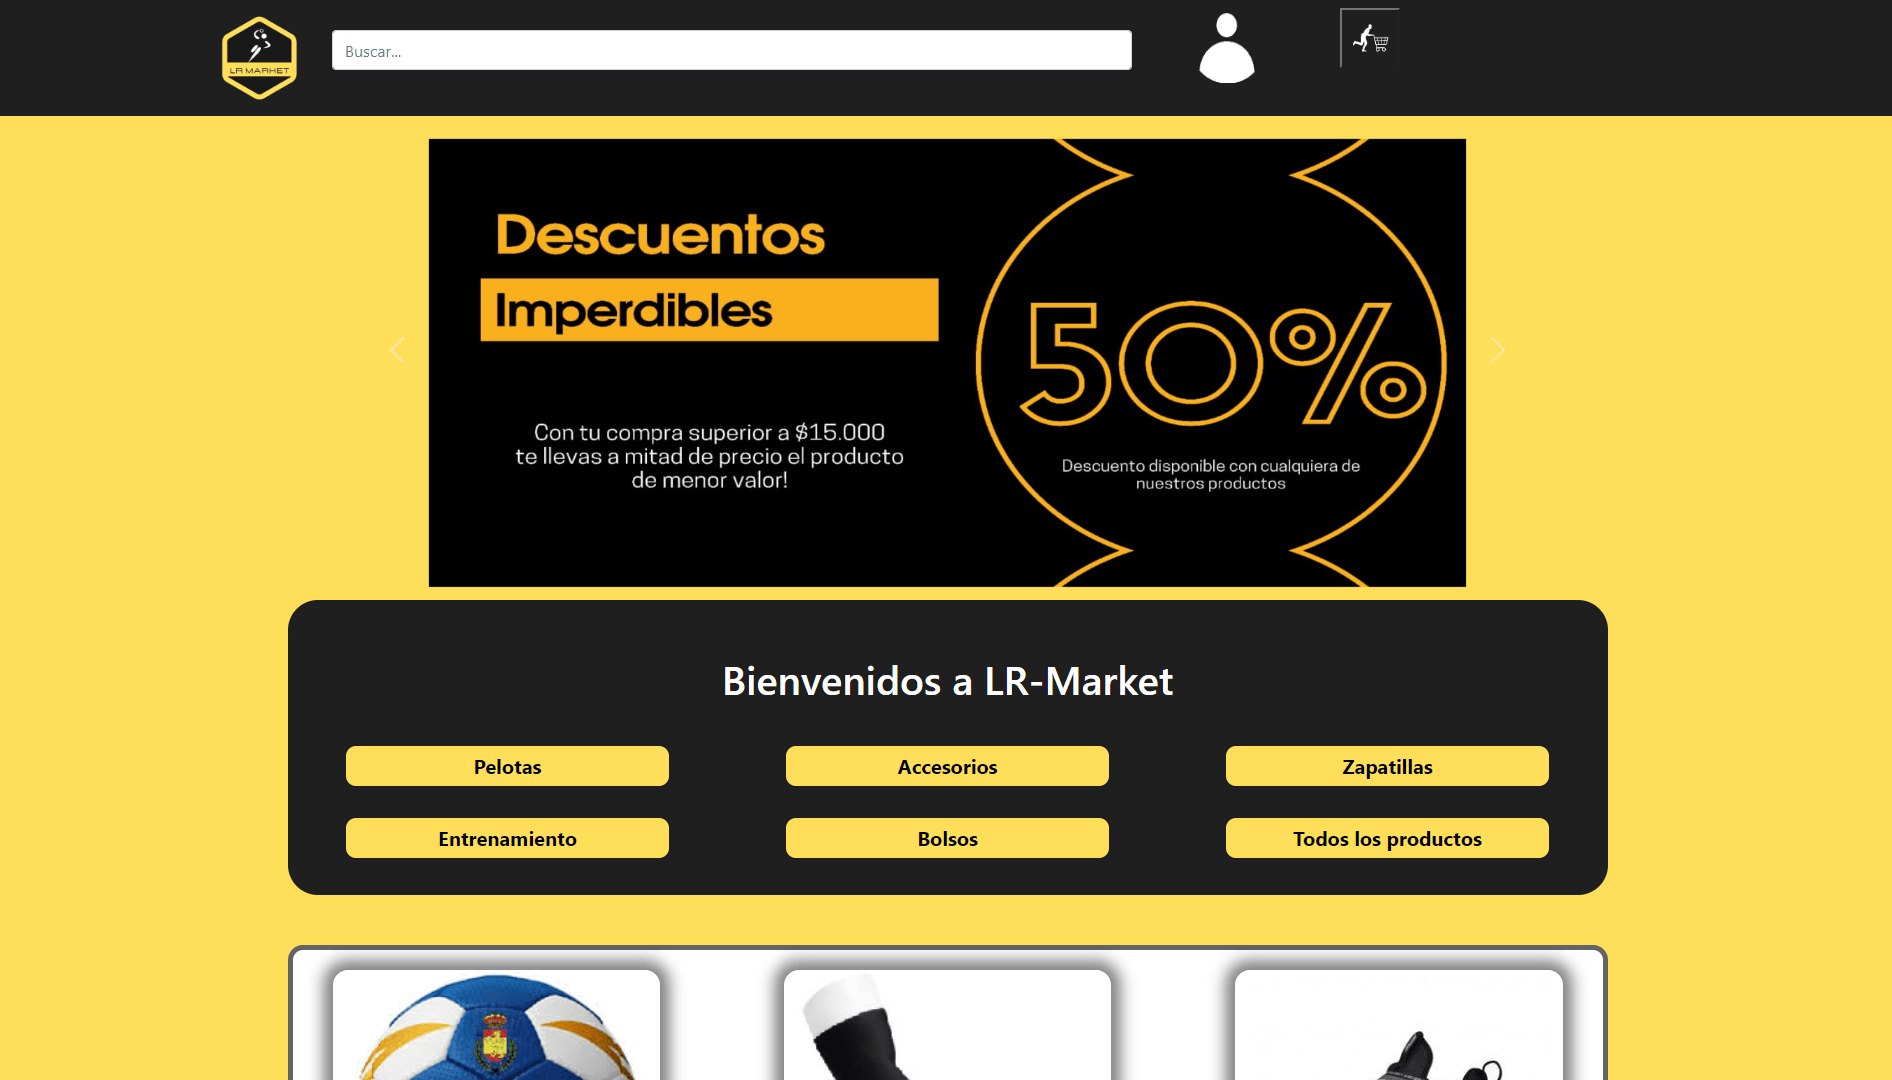 LR MARKET
Buscar...
Descuentos
Imperdibles
50%
Con tu compra superior a $15.000
te llevas a mitad de precio el producto
de menor valor!
Descuento disponible con cualquiera de
nuestros productos
Bienvenidos a LR-Market
Pelotas
Accesorios
Zapatillas
Entrenamiento
Bolsos
Todos los productos